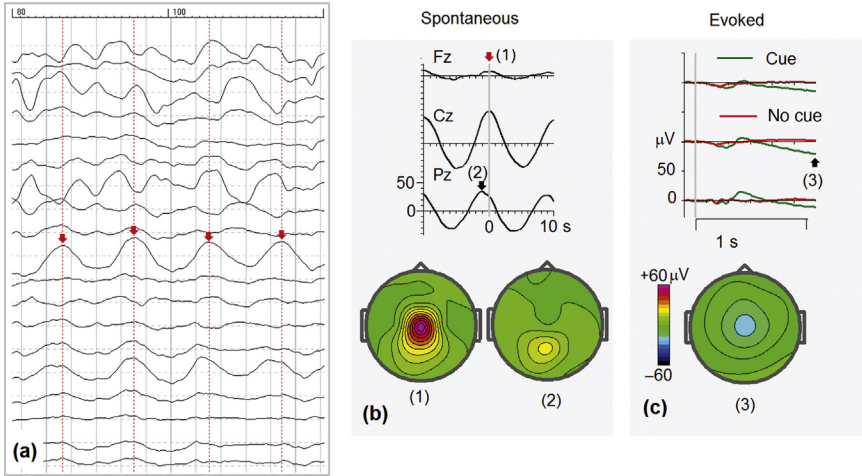 80
100
(a)
Spontaneous
Fz
(1)
Cz
(2)
Pz
50
0
0
10 s
+60 µV
–60
(b)
(1)
(2)
Evoked
Cue
No cue
µV
50
0
(3)
1 s
(c)
(3)